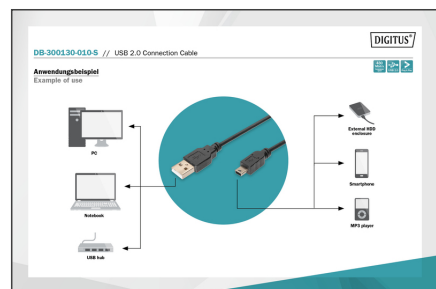 DIGITUS®
DB-300130-010-S // USB 2.0 Connection Cable
Anwendungsbeispiel
Example of use
PC
Notebook
USB hub
External HDD
enclosure
Smartphone
MP3 player